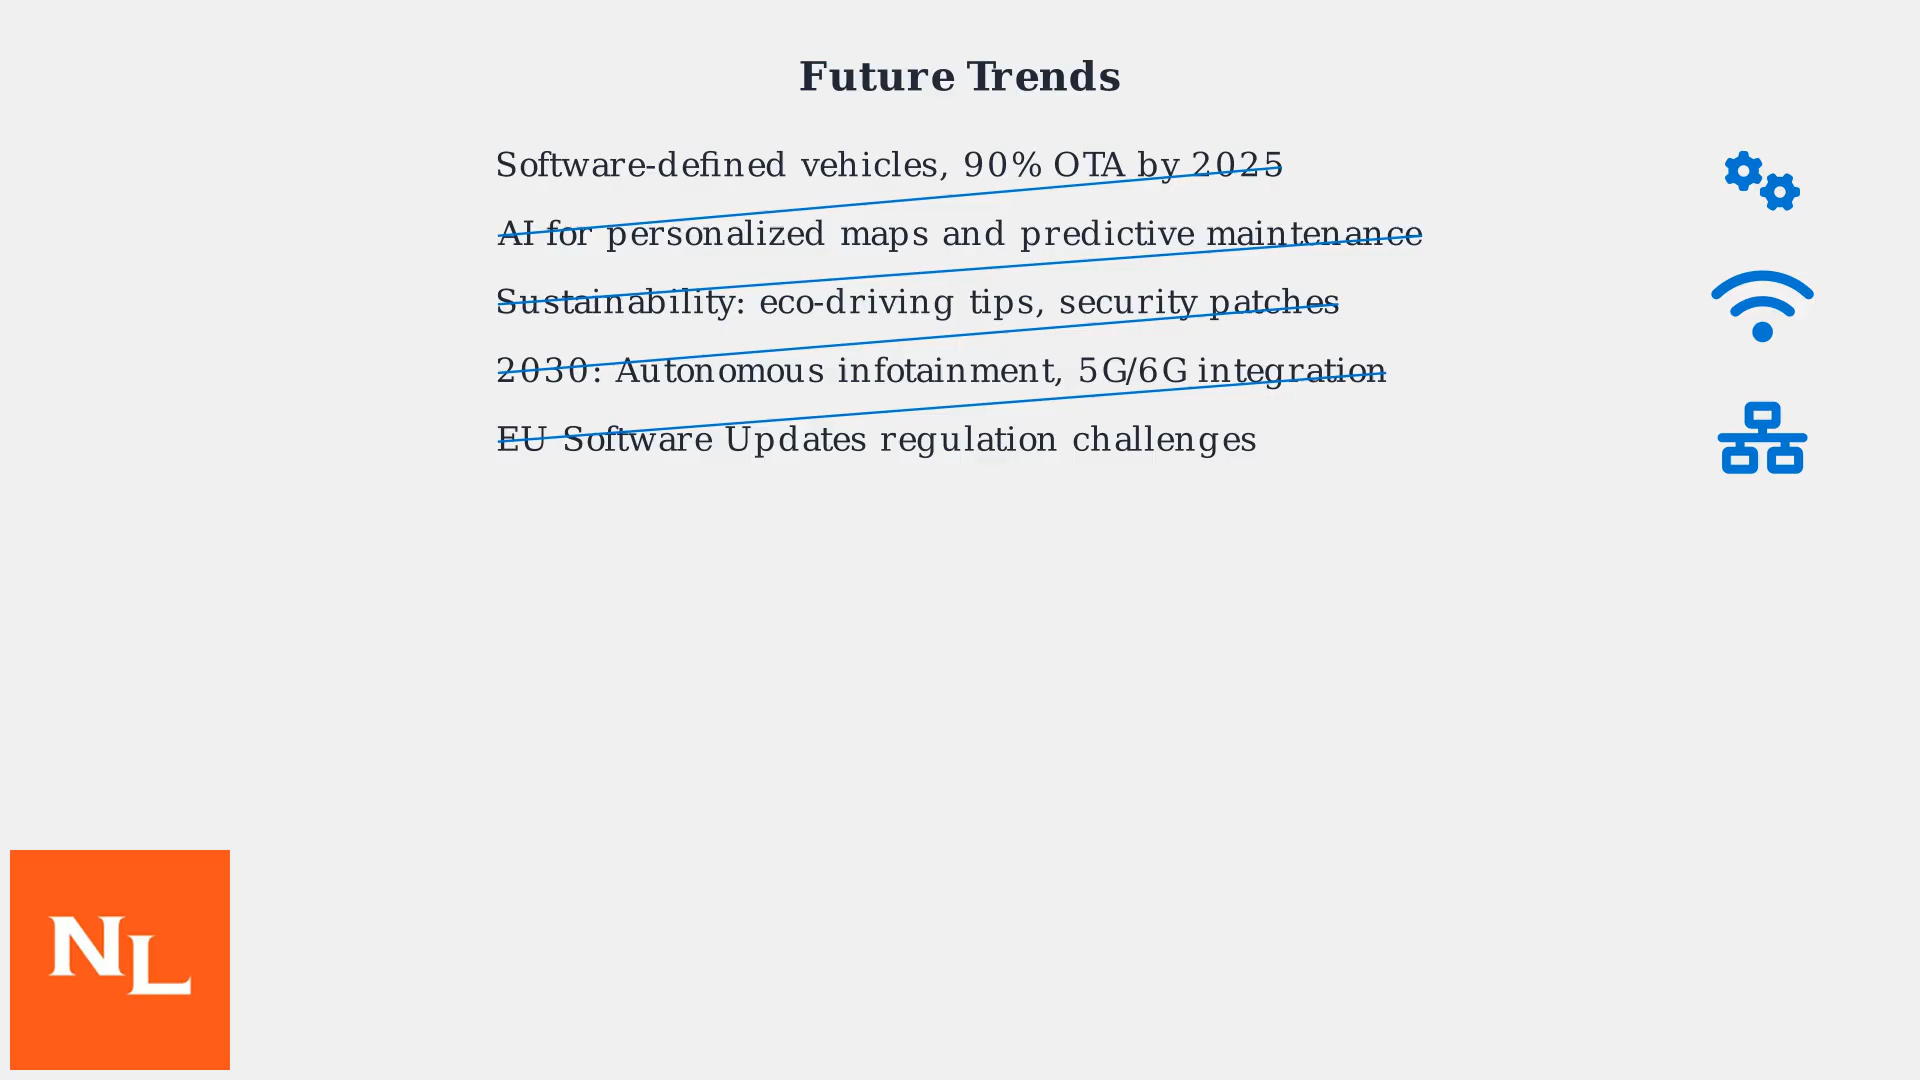 Future Trends
Software-defined vehicles, 90% OTA by 2025
AI for personalized maps and predictive maintenance
Sustainability: eco-driving tips, security patches
2030: Autonomous infotainment, 5G/6G integration
EU Software Updates regulation challenges
NL